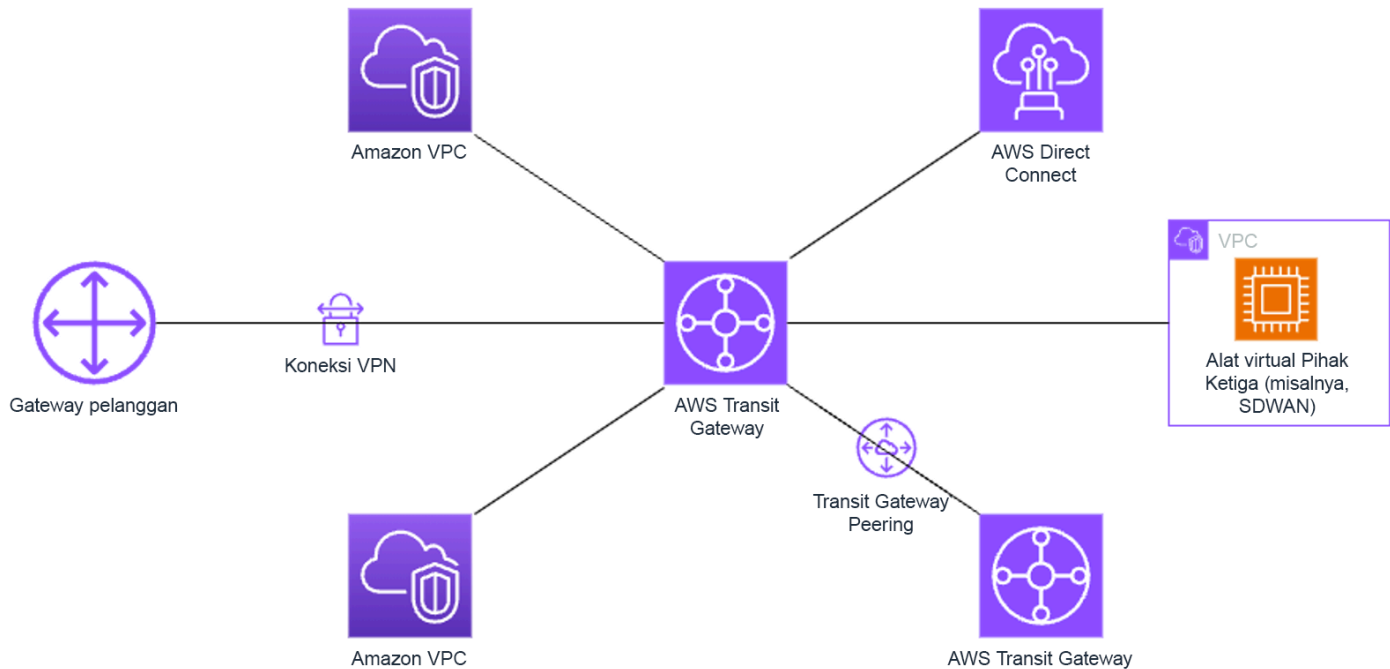 Amazon VPC
AWS Direct
Connect
VPC
Alat virtual Pihak
Ketiga (misalnya,
SDWAN)
Koneksi VPN
Gateway pelanggan
AWS Transit
Gateway
Transit Gateway
Peering
Amazon VPC
AWS Transit Gateway